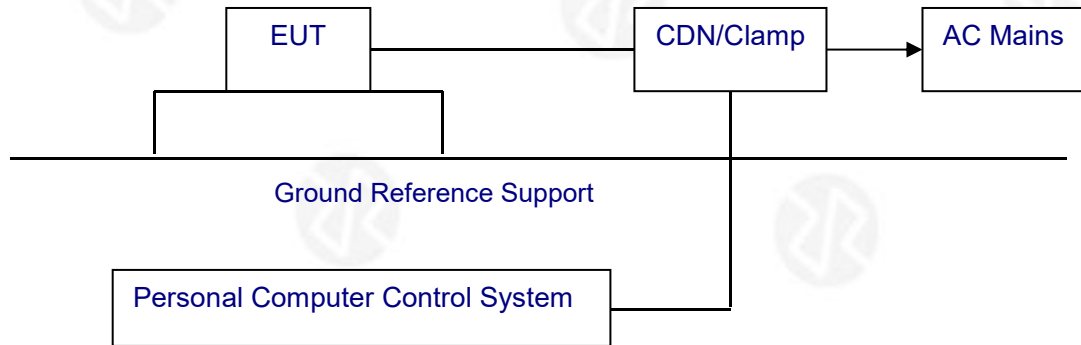 EUT
CDN/Clamp
AC Mains
Ground Reference Support
Personal Computer Control System